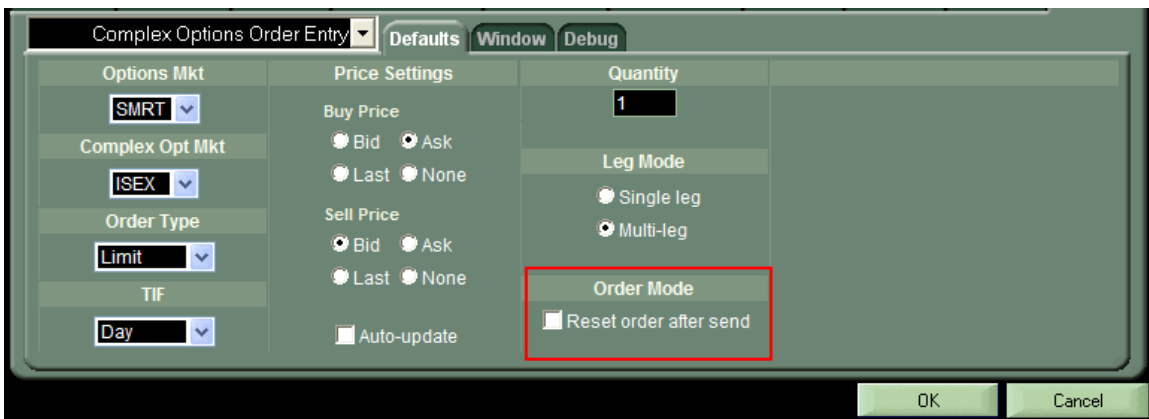 Complex Options Order Entry
Defaults Window Debug
Options Mkt
SMRT
Complex Opt Mkt
ISEX
Order Type
Limit
TIF
Day
Price Settings
Buy Price
Bid Ask
Last None
Sell Price
Bid Ask
Last None
Auto-update
Quantity
1
Leg Mode
Single leg
Multi-leg
Order Mode
Reset order after send
OK Cancel